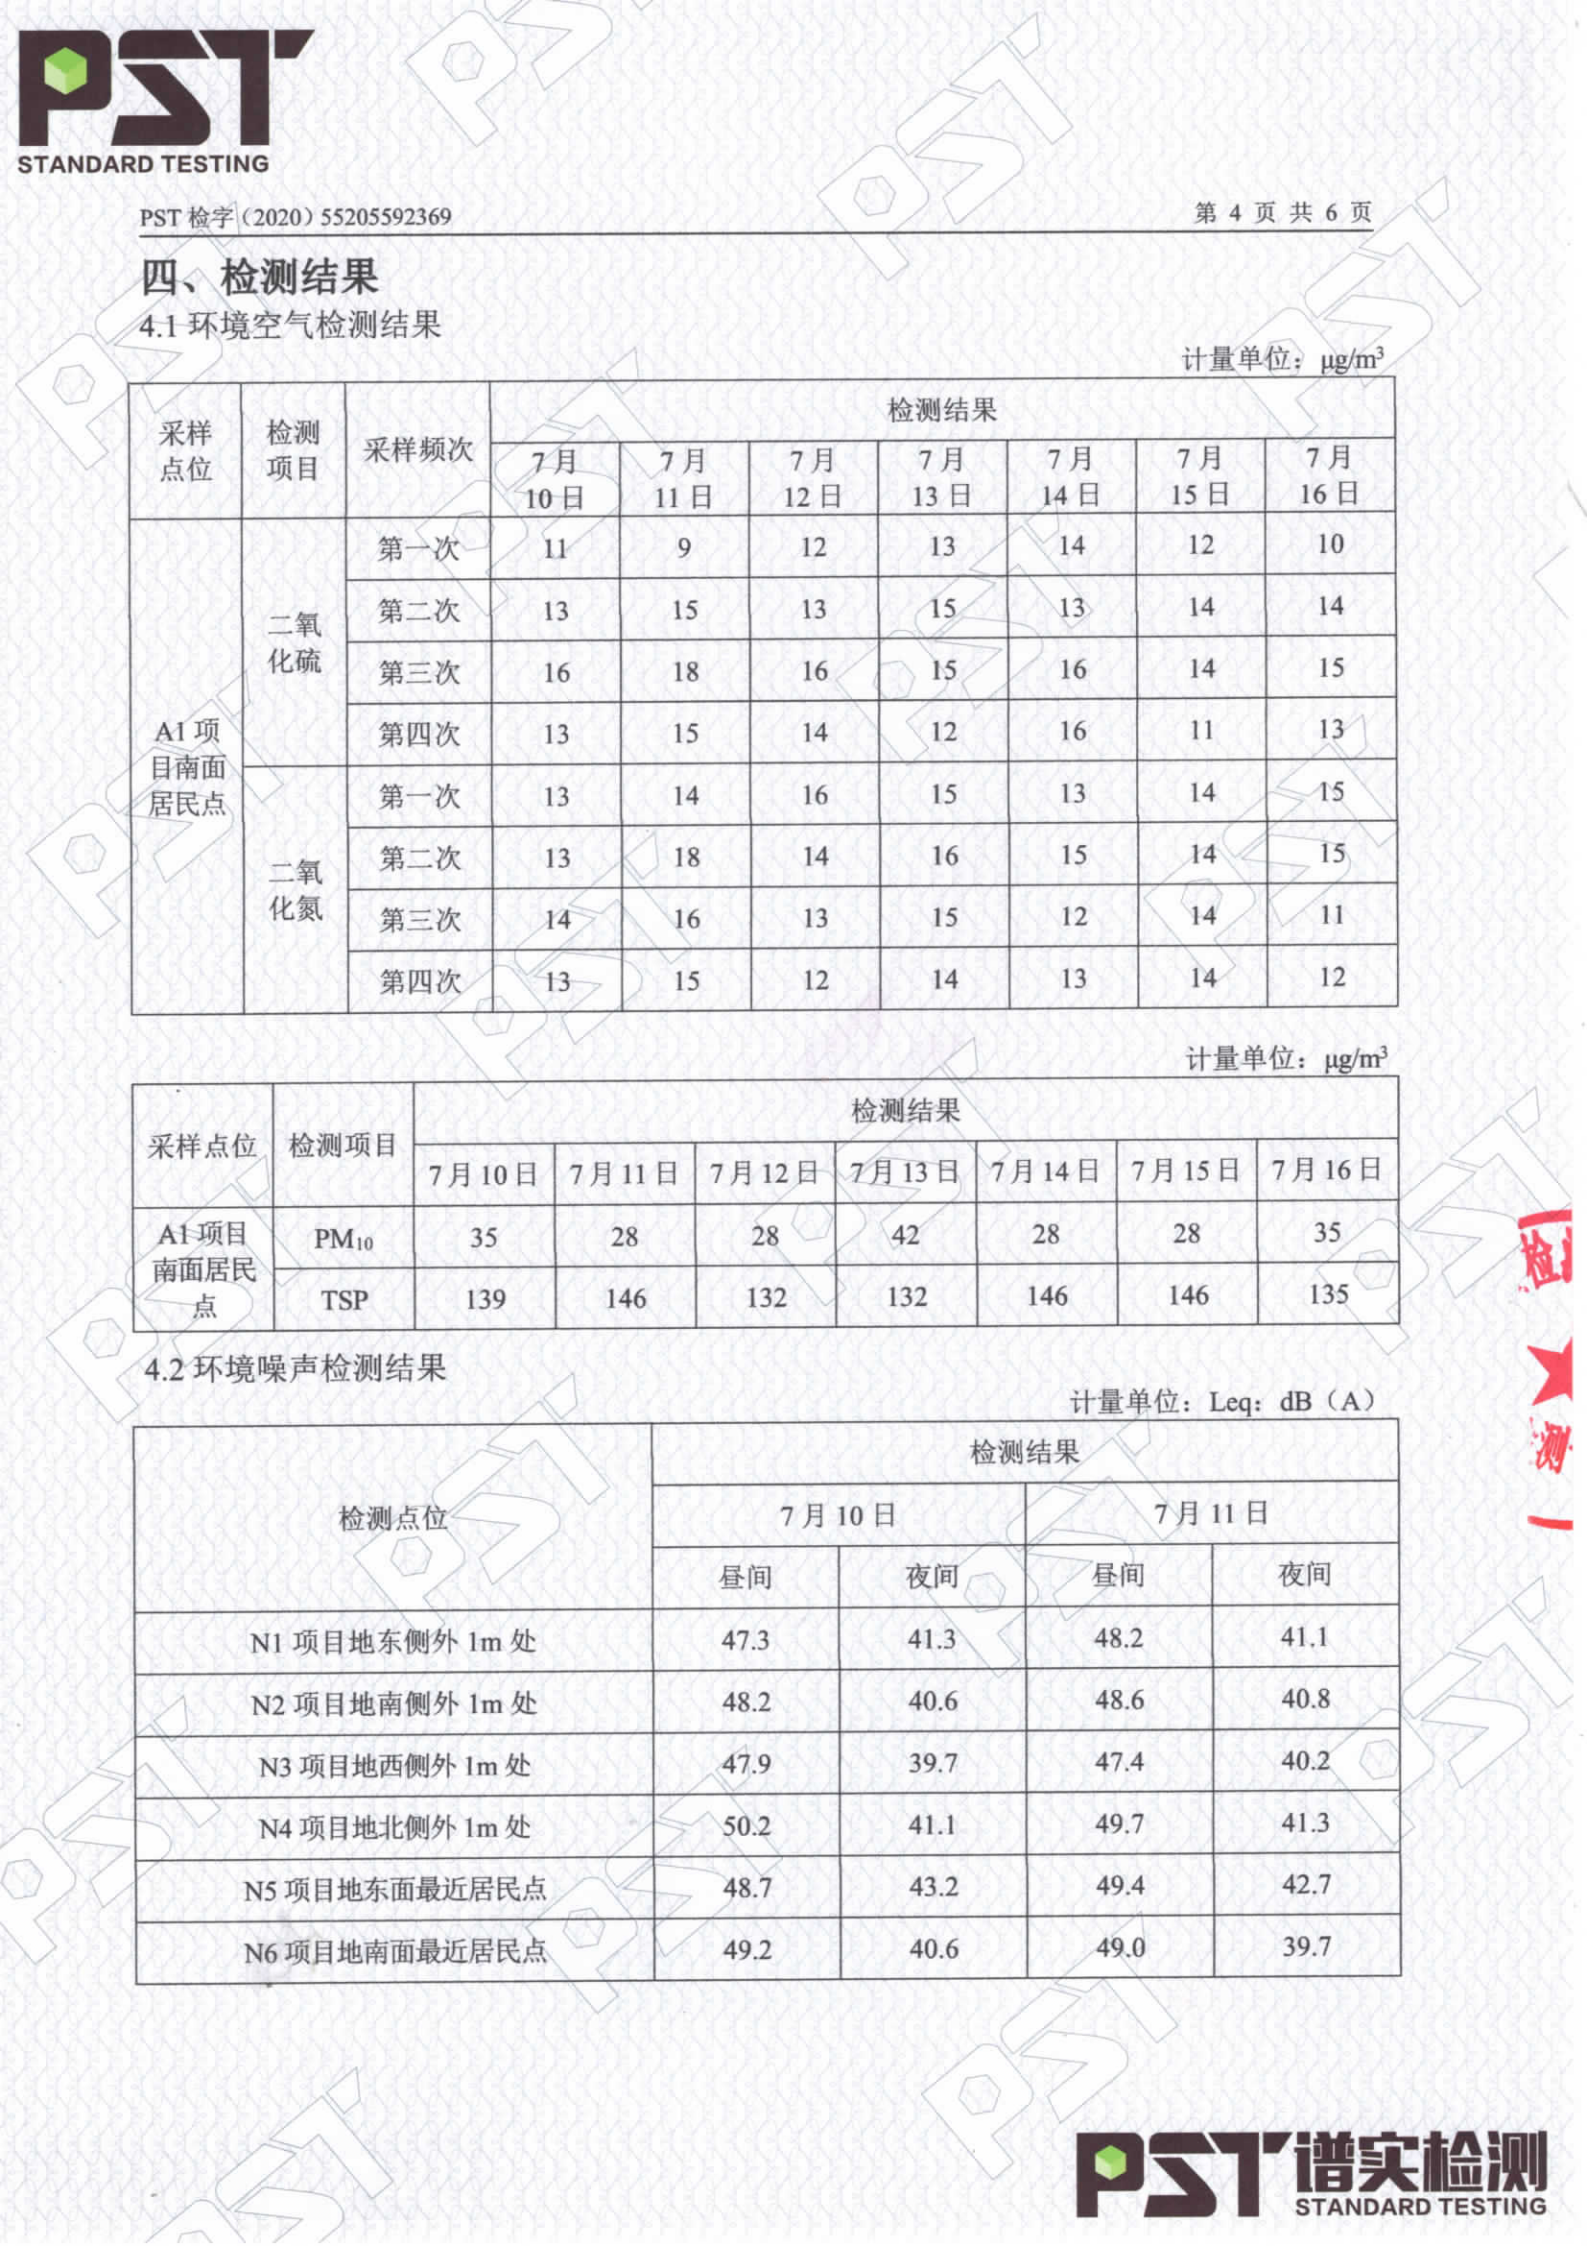 PST
STANDARD TESTING
PST 检字（2020）55205592369
第 4 页 共 6 页
四、检测结果
4.1 环境空气检测结果
计量单位：μg/m³
采样点位 检测项目 采样频次 检测结果
7月10日 7月11日 7月12日 7月13日 7月14日 7月15日 7月16日
A1 项目南面居民点
二氧化硫
第一次 11 9 12 13 14 12 10
第二次 13 15 13 15 13 14 14
第三次 16 18 16 15 16 14 15
第四次 13 15 14 12 16 11 13
二氧化氮
第一次 13 14 16 15 13 14 15
第二次 13 18 14 16 15 14 15
第三次 14 16 13 15 12 14 11
第四次 13 15 12 14 13 14 12
计量单位：μg/m³
采样点位 检测项目 检测结果
7月10日 7月11日 7月12日 7月13日 7月14日 7月15日 7月16日
A1 项目南面居民点
PM₁₀ 35 28 28 42 28 28 35
TSP 139 146 132 132 146 146 135
4.2 环境噪声检测结果
计量单位：Leq：dB（A）
检测点位 检测结果
7月10日 7月11日
昼间 夜间 昼间 夜间
N1 项目地东侧外 1m 处 47.3 41.3 48.2 41.1
N2 项目地南侧外 1m 处 48.2 40.6 48.6 40.8
N3 项目地西侧外 1m 处 47.9 39.7 47.4 40.2
N4 项目地北侧外 1m 处 50.2 41.1 49.7 41.3
N5 项目地东面最近居民点 48.7 43.2 49.4 42.7
N6 项目地南面最近居民点 49.2 40.6 49.0 39.7
检
测
PST 谱实检测
STANDARD TESTING